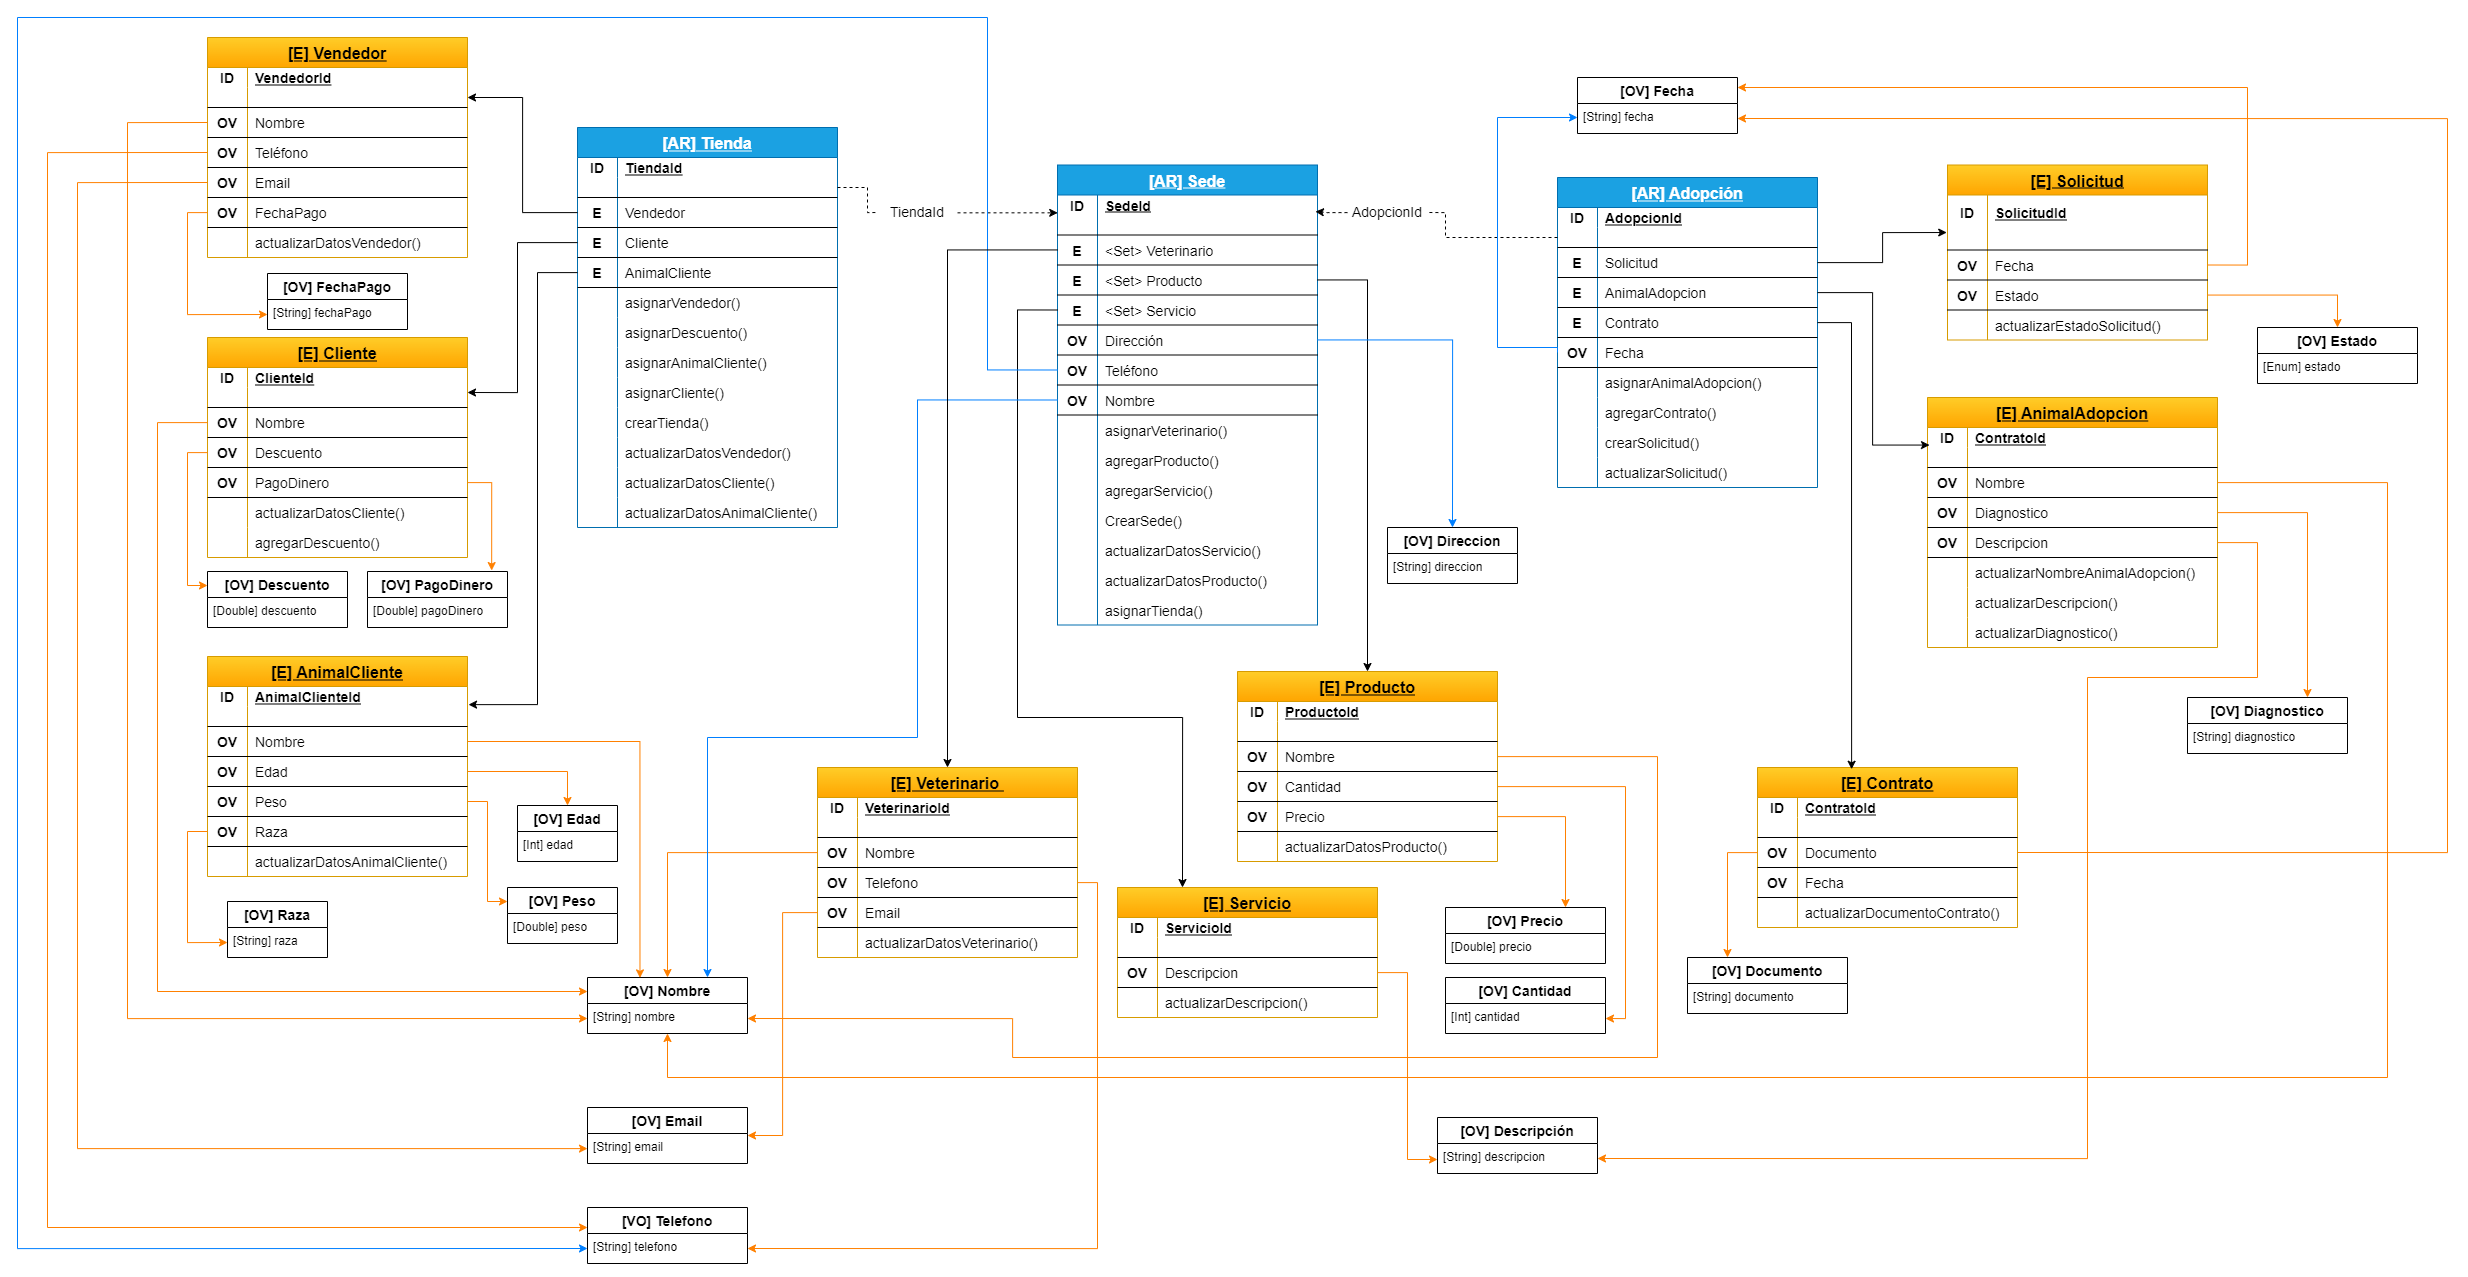 [E] Vendedor
ID VendedorId
OV Nombre
OV Teléfono
OV Email
OV FechaPago
actualizarDatosVendedor()
[OV] FechaPago
[String] fechaPago
[E] Cliente
ID ClienteId
OV Nombre
OV Descuento
OV PagoDinero
actualizarDatosCliente()
agregarDescuento()
[OV] Descuento
[Double] descuento
[OV] PagoDinero
[Double] pagoDinero
[E] AnimalCliente
ID AnimalClienteId
OV Nombre
OV Edad
OV Peso
OV Raza
actualizarDatosAnimalCliente()
[OV] Edad
[Int] edad
[OV] Peso
[Double] peso
[OV] Raza
[String] raza
[AR] Tienda
ID TiendaId
E Vendedor
E Cliente
E AnimalCliente
asignarVendedor()
asignarDescuento()
asignarAnimalCliente()
asignarCliente()
crearTienda()
actualizarDatosVendedor()
actualizarDatosCliente()
actualizarDatosAnimalCliente()
TiendaId
[AR] Sede
ID SedeId
E <Set> Veterinario
E <Set> Producto
E <Set> Servicio
OV Dirección
OV Teléfono
OV Nombre
asignarVeterinario()
agregarProducto()
agregarServicio()
CrearSede()
actualizarDatosServicio()
actualizarDatosProducto()
asignarTienda()
AdopcionId
[OV] Fecha
[String] fecha
[AR] Adopción
ID AdopcionId
E Solicitud
E AnimalAdopcion
E Contrato
OV Fecha
asignarAnimalAdopcion()
agregarContrato()
crearSolicitud()
actualizarSolicitud()
[E] Solicitud
ID SolicitudId
OV Fecha
OV Estado
actualizarEstadoSolicitud()
[OV] Estado
[Enum] estado
[E] AnimalAdopcion
ID ContratoId
OV Nombre
OV Diagnostico
OV Descripcion
actualizarNombreAnimalAdopcion()
actualizarDescripcion()
actualizarDiagnostico()
[OV] Direccion
[String] direccion
[OV] Diagnostico
[String] diagnostico
[E] Producto
ID ProductoId
OV Nombre
OV Cantidad
OV Precio
actualizarDatosProducto()
[E] Veterinario
ID VeterinarioId
OV Nombre
OV Telefono
OV Email
actualizarDatosVeterinario()
[E] Servicio
ID ServicioId
OV Descripcion
actualizarDescripcion()
[OV] Precio
[Double] precio
[OV] Cantidad
[Int] cantidad
[E] Contrato
ID ContratoId
OV Documento
OV Fecha
actualizarDocumentoContrato()
[OV] Documento
[String] documento
[OV] Nombre
[String] nombre
[OV] Email
[String] email
[OV] Descripción
[String] descripcion
[VO] Telefono
[String] telefono